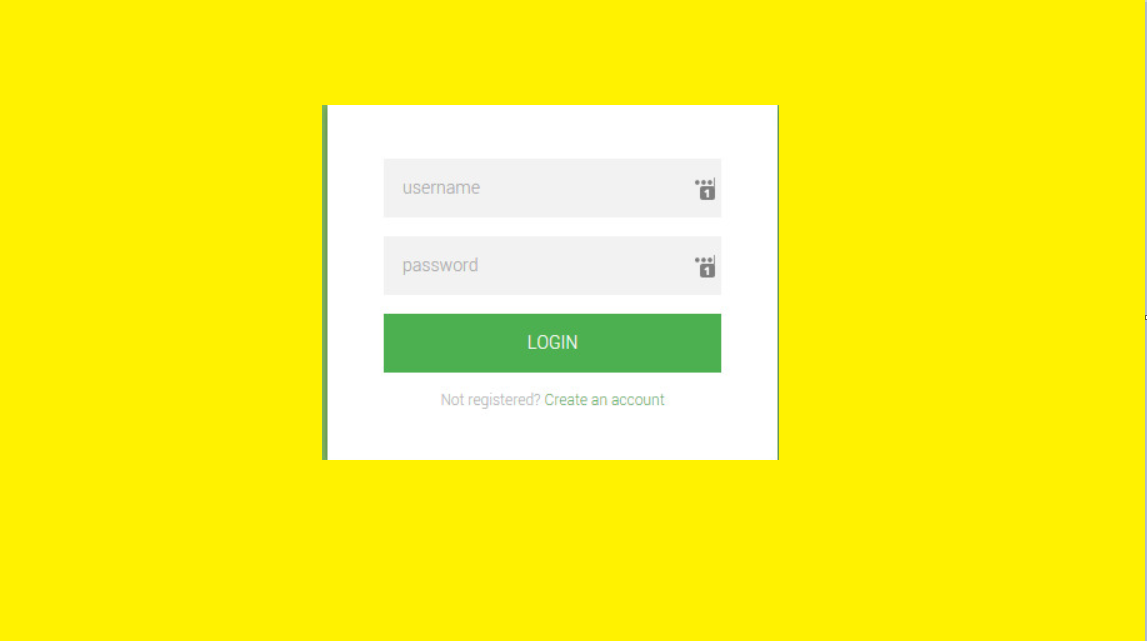 username
password
LOGIN
Not registered? Create an account